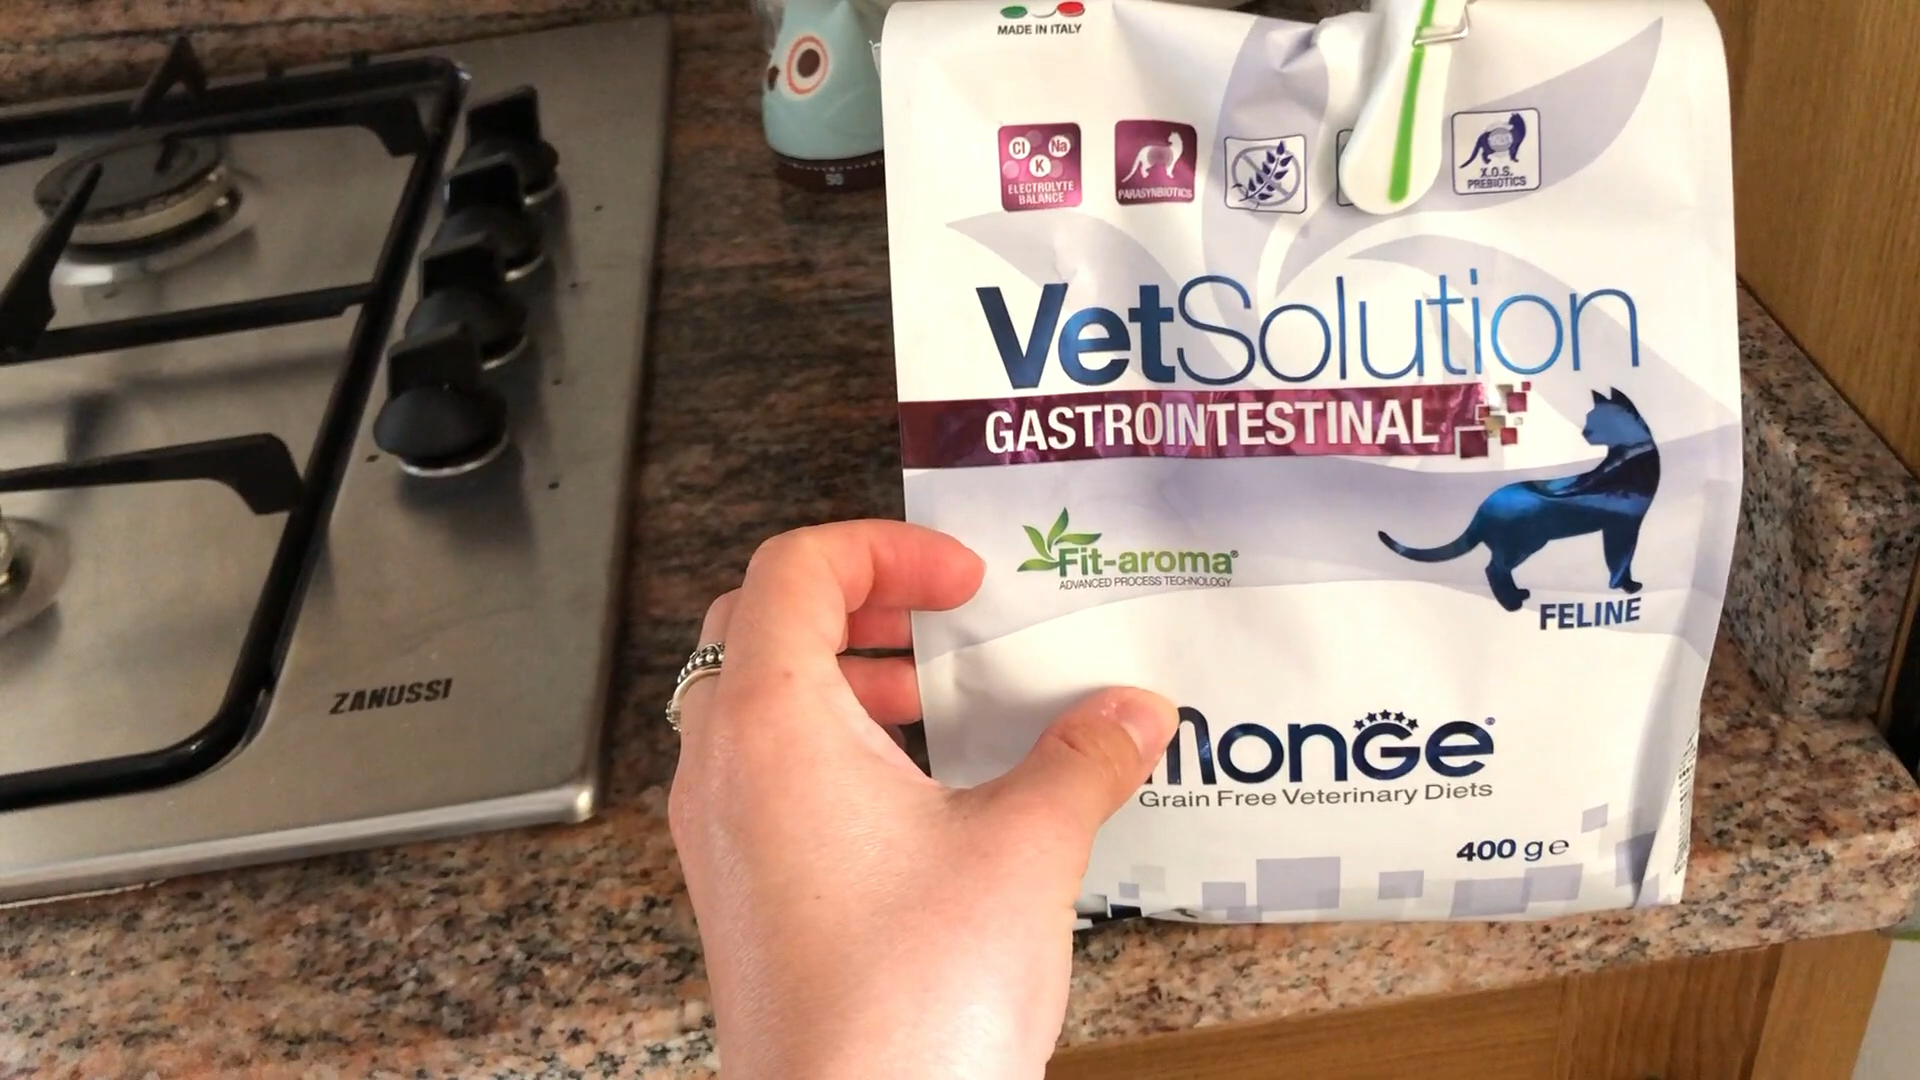 MADE IN ITALY
Cl
Na
K
ELECTROLYTE
BALANCE
PARASYNBIOTICS
X.O.S.
PREBIOTICS
VetSolution
GASTROINTESTINAL
Fit-aroma®
ADVANCED PROCESS TECHNOLOGY
FELINE
Monge®
Grain Free Veterinary Diets
400 g e
ZANUSSI